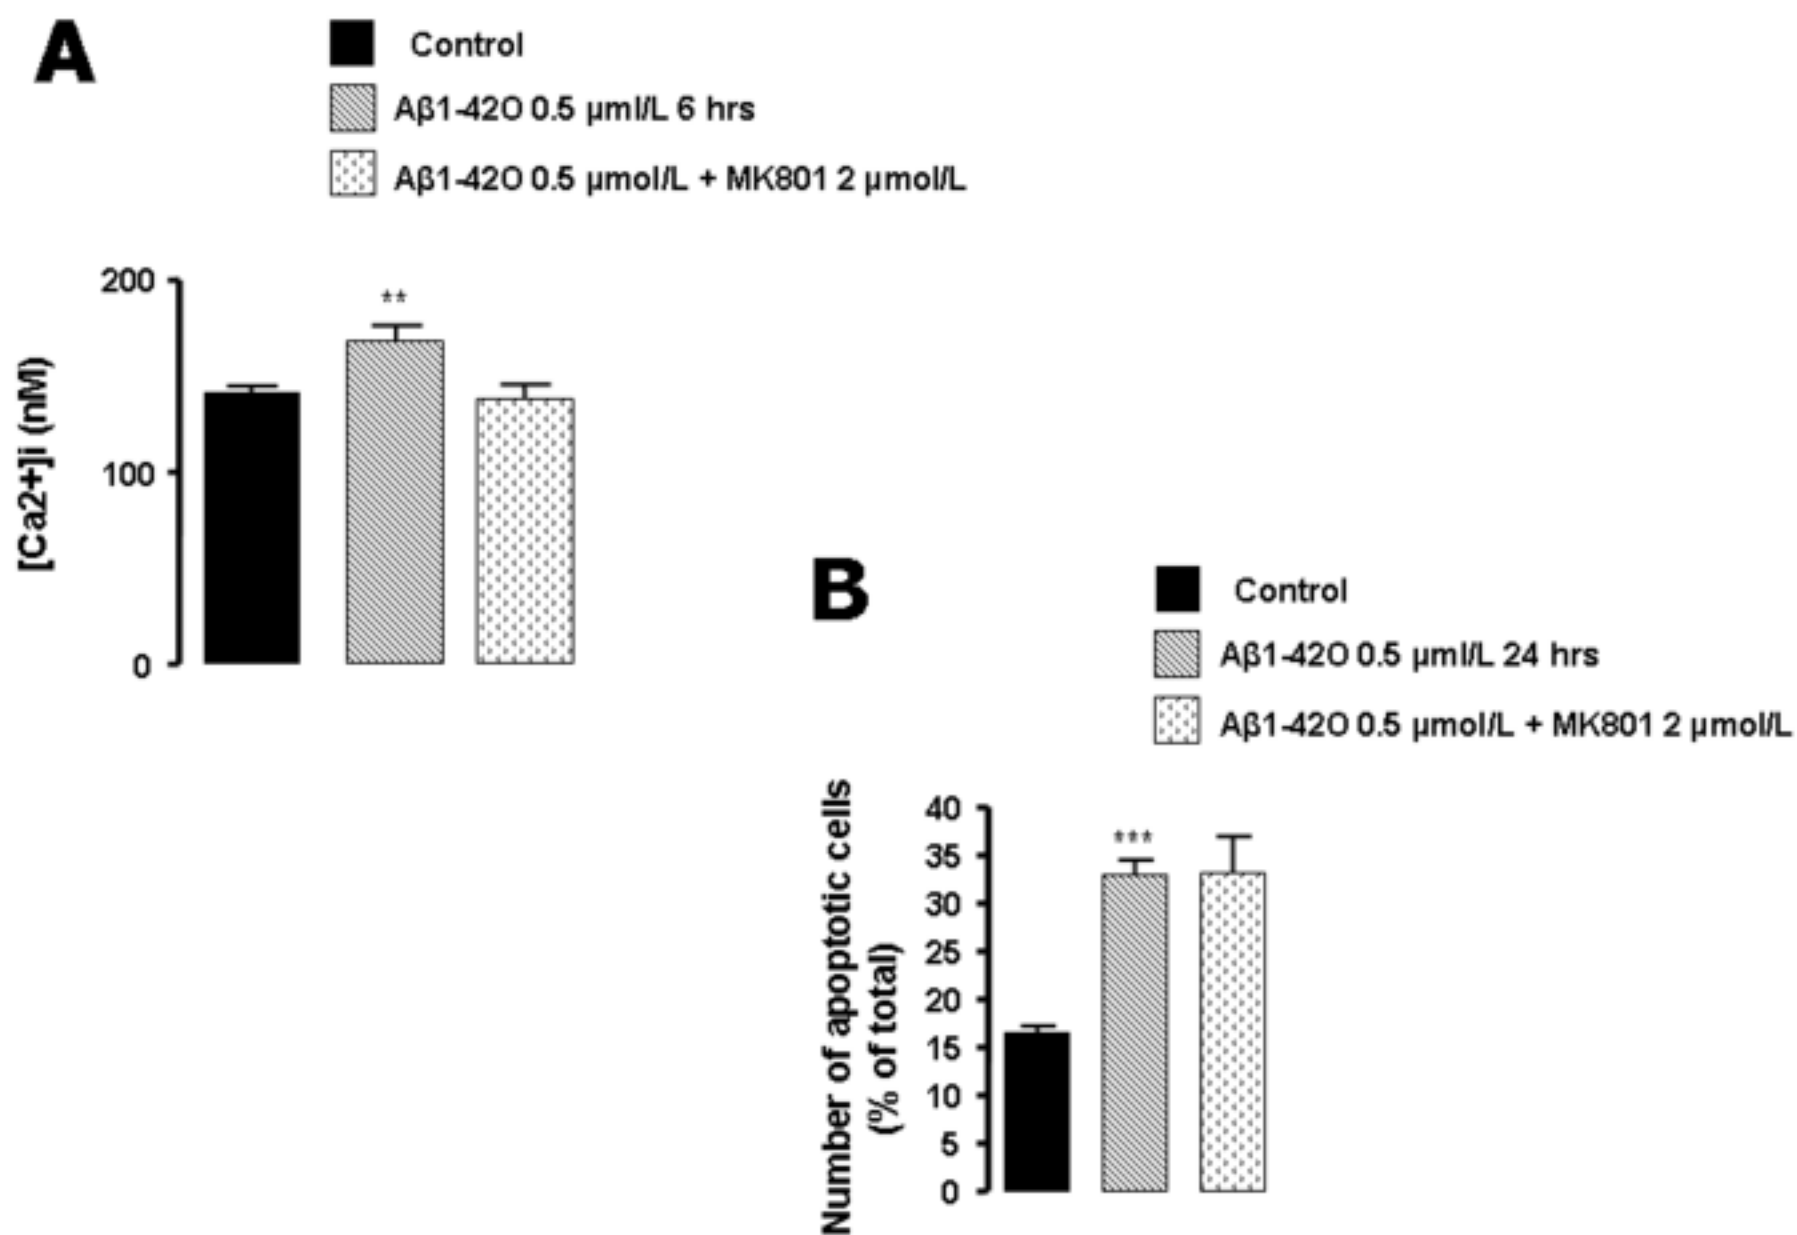 A
Control
Aβ1-42O 0.5 µml/L 6 hrs
Aβ1-42O 0.5 µmol/L + MK801 2 µmol/L
200
**
100
0
[Ca2+]i (nM)
B
Control
Aβ1-42O 0.5 µml/L 24 hrs
Aβ1-42O 0.5 µmol/L + MK801 2 µmol/L
Number of apoptotic cells
(% of total)
40
***
35
30
25
20
15
10
5
0